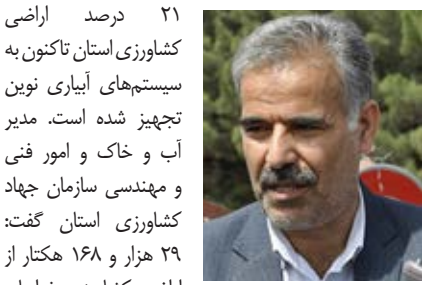 ۲۱ درصد اراضی
کشاورزی استان تاکنون به
سیستم‌های آبیاری نوین
تجهیز شده است. مدیر
آب و خاک و امور فنی
و مهندسی سازمان جهاد
کشاورزی استان گفت:
۲۹ هزار و ۱۶۸ هکتار از